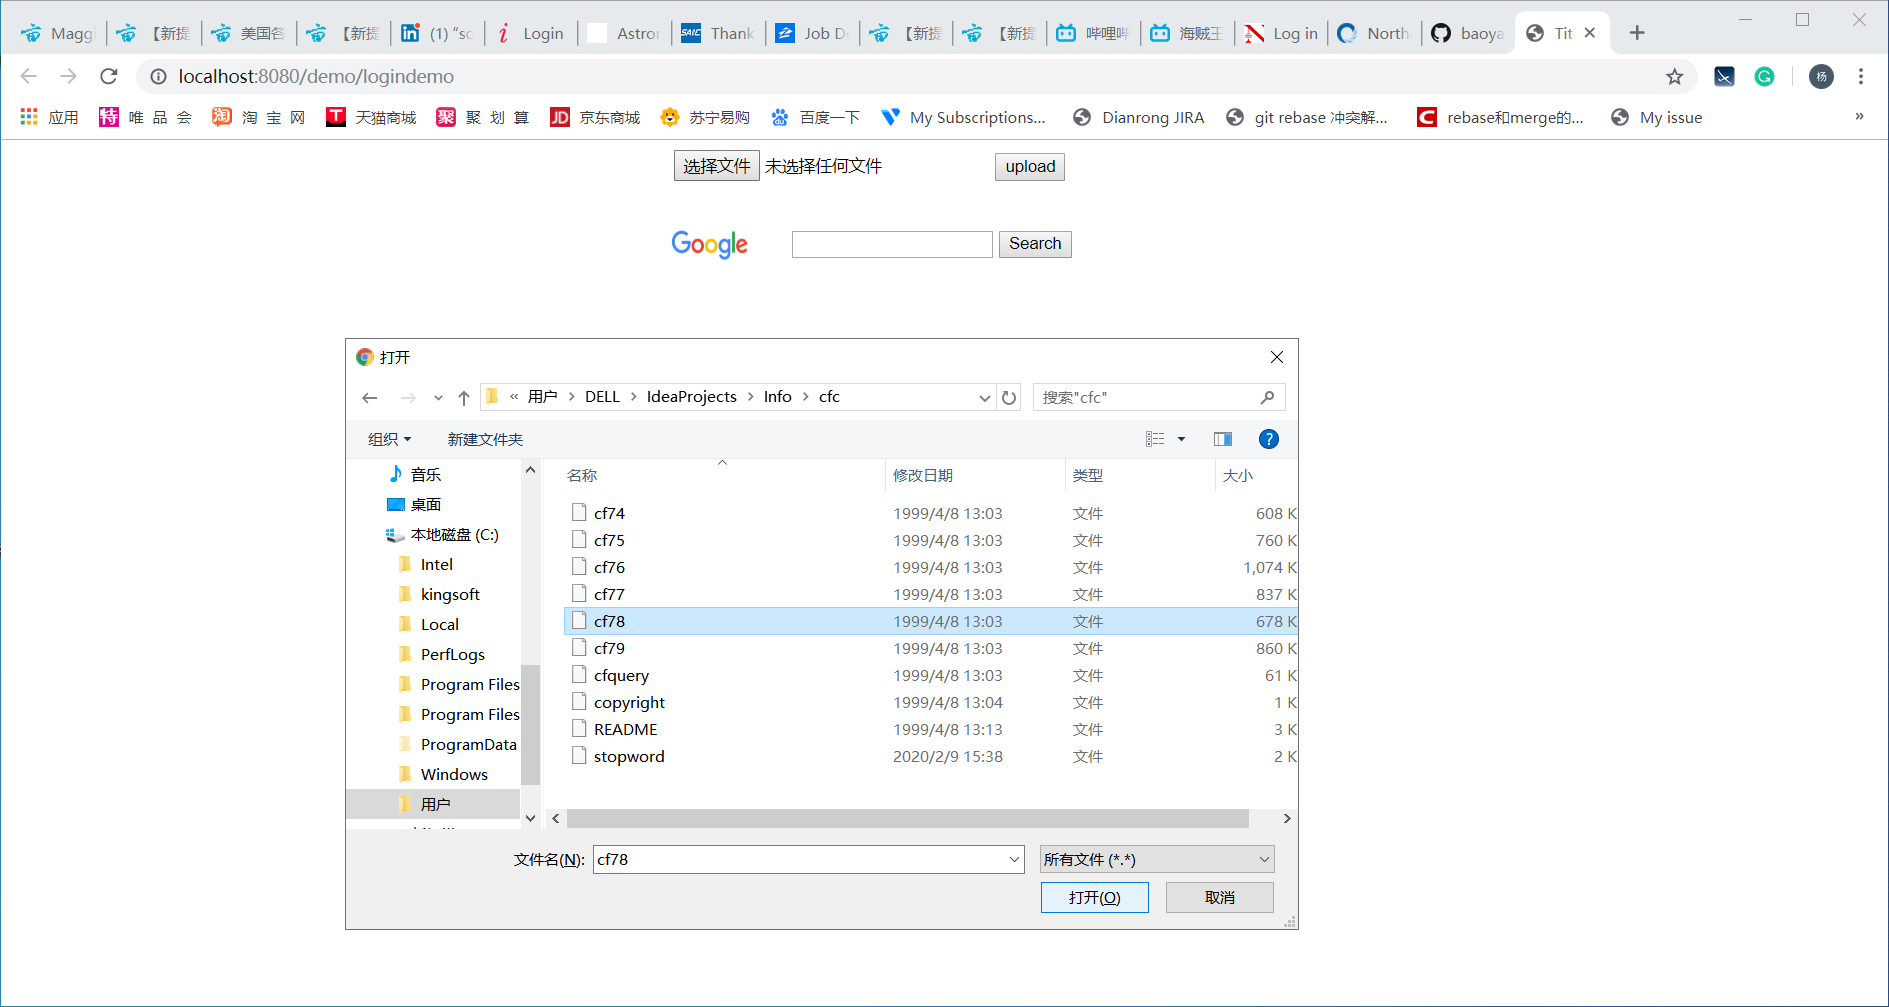 Maggi 【新提 美国各 【新提 (1) “so Login Astror Thank Job De 【新提 【新提 哔哩哔 海贼王 Log in North baoya Tit
localhost:8080/demo/logindemo 杨
应用 唯 品 会 淘 宝 网 天猫商城 聚 划 算 京东商城 苏宁易购 百度一下 My Subscriptions... Dianrong JIRA git rebase 冲突解... rebase和merge的... My issue »
选择文件 未选择任何文件 upload
Google Search
打开
« 用户 > DELL > IdeaProjects > Info > cfc 搜索"cfc"
组织 新建文件夹 ?
音乐 名称 修改日期 类型 大小
桌面
本地磁盘 (C:)
Intel
kingsoft
Local
PerfLogs
Program Files
Program Files
ProgramData
Windows
用户
cf74 1999/4/8 13:03 文件 608 K
cf75 1999/4/8 13:03 文件 760 K
cf76 1999/4/8 13:03 文件 1,074 K
cf77 1999/4/8 13:03 文件 837 K
cf78 1999/4/8 13:03 文件 678 K
cf79 1999/4/8 13:03 文件 860 K
cfquery 1999/4/8 13:03 文件 61 K
copyright 1999/4/8 13:04 文件 1 K
README 1999/4/8 13:13 文件 3 K
stopword 2020/2/9 15:38 文件 2 K
文件名(N): cf78 所有文件 (*.*)
打开(O) 取消